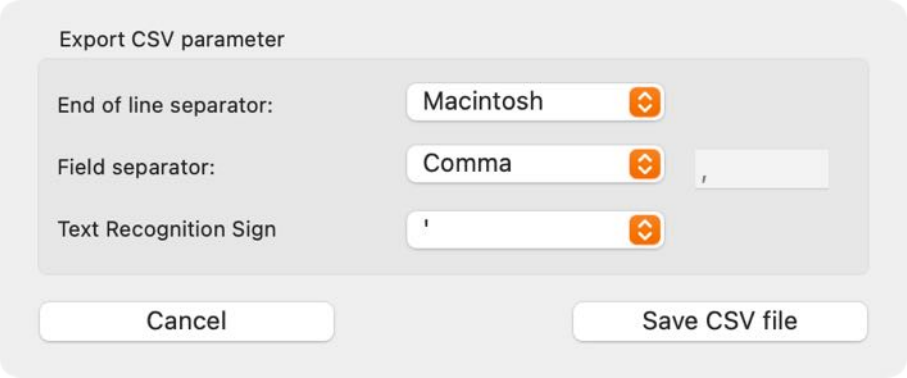 Export CSV parameter
End of line separator: Macintosh
Field separator: Comma ,
Text Recognition Sign '
Cancel Save CSV file